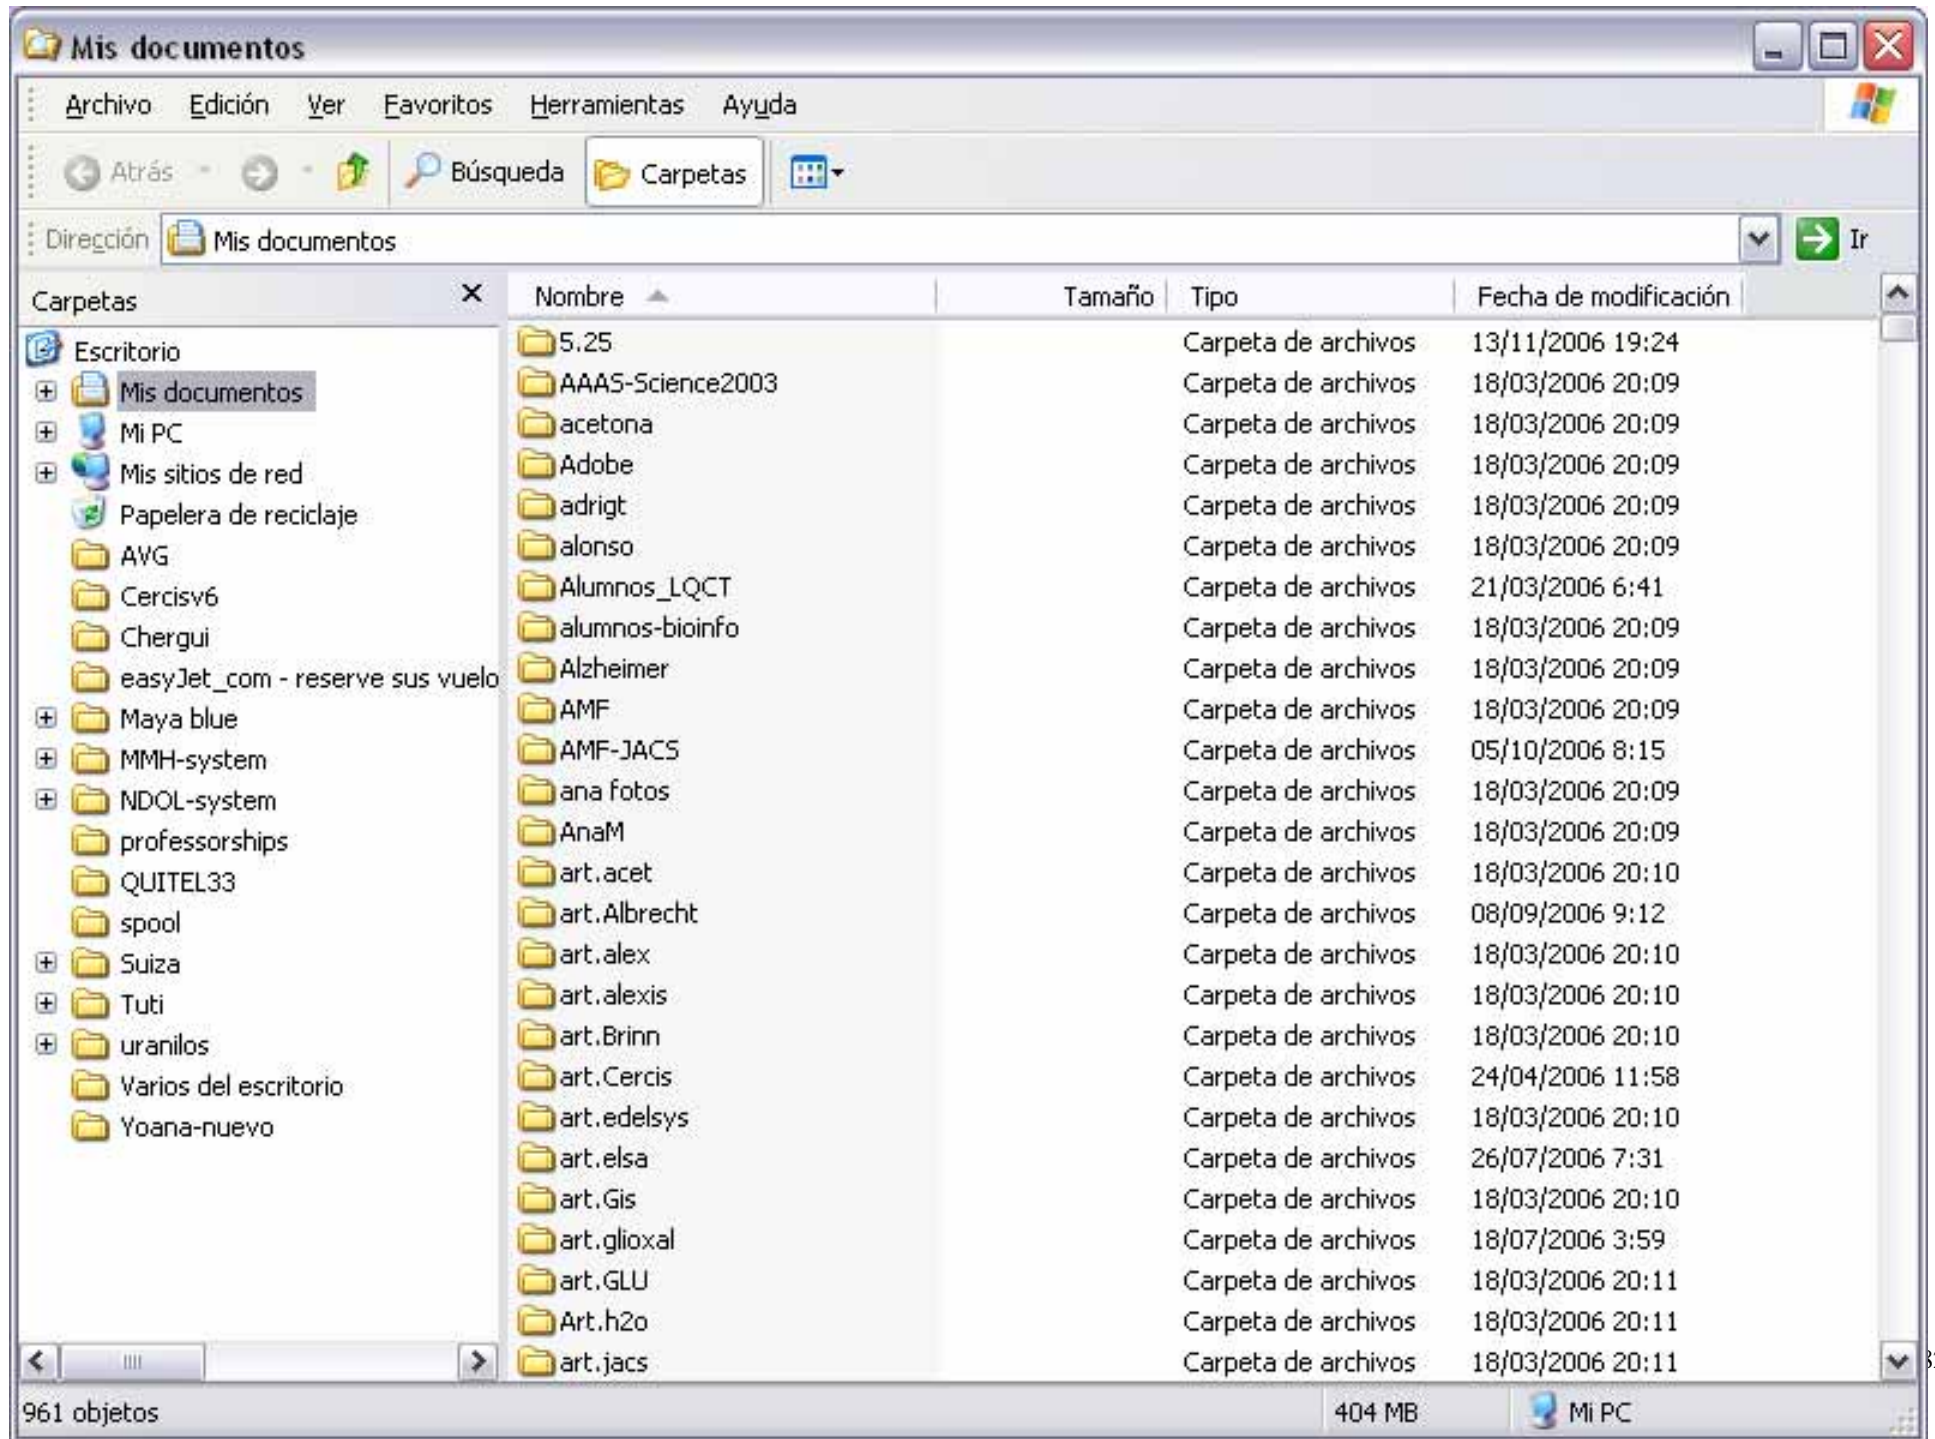 Mis documentos
Archivo Edición Ver Favoritos Herramientas Ayuda
Atrás Búsqueda Carpetas
Dirección Mis documentos Ir
Carpetas
Escritorio
Mis documentos
Mi PC
Mis sitios de red
Papelera de reciclaje
AVG
Cercisv6
Chergui
easyJet_com - reserve sus vuelo
Maya blue
MMH-system
NDOL-system
professorships
QUITEL33
spool
Suiza
Tuti
uranilos
Varios del escritorio
Yoana-nuevo
Nombre Tamaño Tipo Fecha de modificación
5.25 Carpeta de archivos 13/11/2006 19:24
AAAS-Science2003 Carpeta de archivos 18/03/2006 20:09
acetona Carpeta de archivos 18/03/2006 20:09
Adobe Carpeta de archivos 18/03/2006 20:09
adrigt Carpeta de archivos 18/03/2006 20:09
alonso Carpeta de archivos 18/03/2006 20:09
Alumnos_LQCT Carpeta de archivos 21/03/2006 6:41
alumnos-bioinfo Carpeta de archivos 18/03/2006 20:09
Alzheimer Carpeta de archivos 18/03/2006 20:09
AMF Carpeta de archivos 18/03/2006 20:09
AMF-JACS Carpeta de archivos 05/10/2006 8:15
ana fotos Carpeta de archivos 18/03/2006 20:09
AnaM Carpeta de archivos 18/03/2006 20:09
art.acet Carpeta de archivos 18/03/2006 20:10
art.Albrecht Carpeta de archivos 08/09/2006 9:12
art.alex Carpeta de archivos 18/03/2006 20:10
art.alexis Carpeta de archivos 18/03/2006 20:10
art.Brinn Carpeta de archivos 18/03/2006 20:10
art.Cercis Carpeta de archivos 24/04/2006 11:58
art.edelsys Carpeta de archivos 18/03/2006 20:10
art.elsa Carpeta de archivos 26/07/2006 7:31
art.Gis Carpeta de archivos 18/03/2006 20:10
art.glioxal Carpeta de archivos 18/07/2006 3:59
art.GLU Carpeta de archivos 18/03/2006 20:11
Art.h2o Carpeta de archivos 18/03/2006 20:11
art.jacs Carpeta de archivos 18/03/2006 20:11
961 objetos 404 MB Mi PC